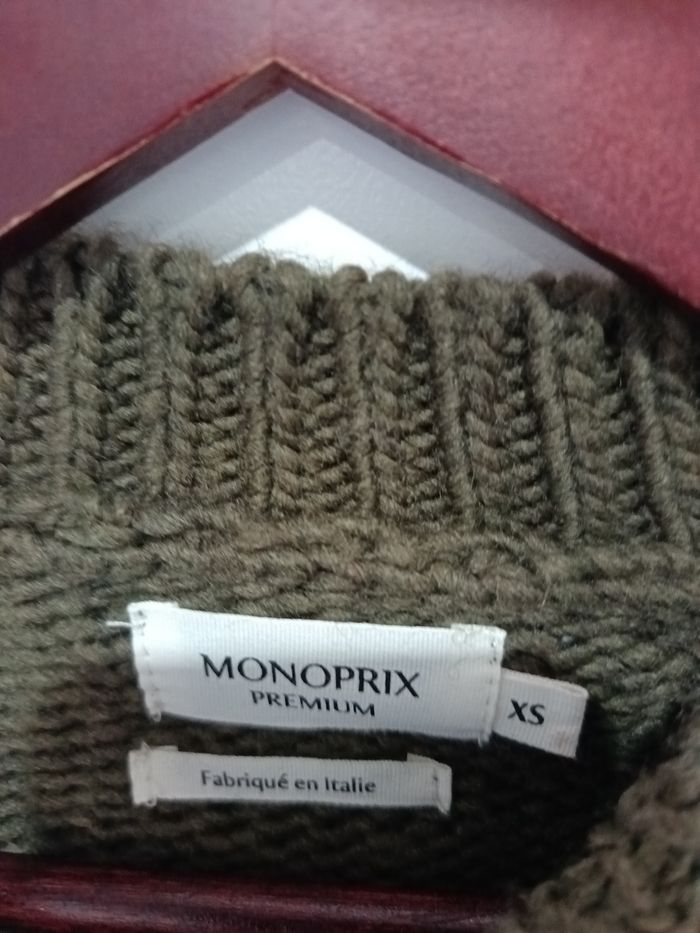 MONOPRIX
PREMIUM
XS
Fabriqué en Italie